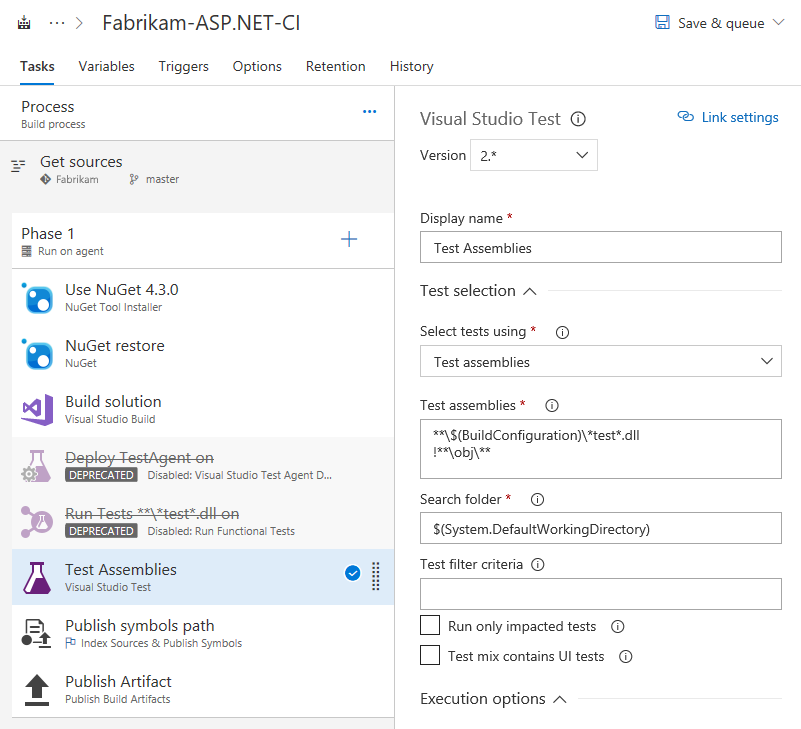 ··· > Fabrikam-ASP.NET-CI
Save & queue
Tasks Variables Triggers Options Retention History
Process
Build process
Get sources
Fabrikam master
Phase 1
Run on agent
Use NuGet 4.3.0
NuGet Tool Installer
NuGet restore
NuGet
Build solution
Visual Studio Build
Deploy TestAgent on
DEPRECATED Disabled: Visual Studio Test Agent D...
Run Tests **\*test*.dll on
DEPRECATED Disabled: Run Functional Tests
Test Assemblies
Visual Studio Test
Publish symbols path
Index Sources & Publish Symbols
Publish Artifact
Publish Build Artifacts
Visual Studio Test
Link settings
Version 2.*
Display name *
Test Assemblies
Test selection
Select tests using *
Test assemblies
Test assemblies *
**\$(BuildConfiguration)\*test*.dll
!**\obj\**
Search folder *
$(System.DefaultWorkingDirectory)
Test filter criteria
Run only impacted tests
Test mix contains UI tests
Execution options